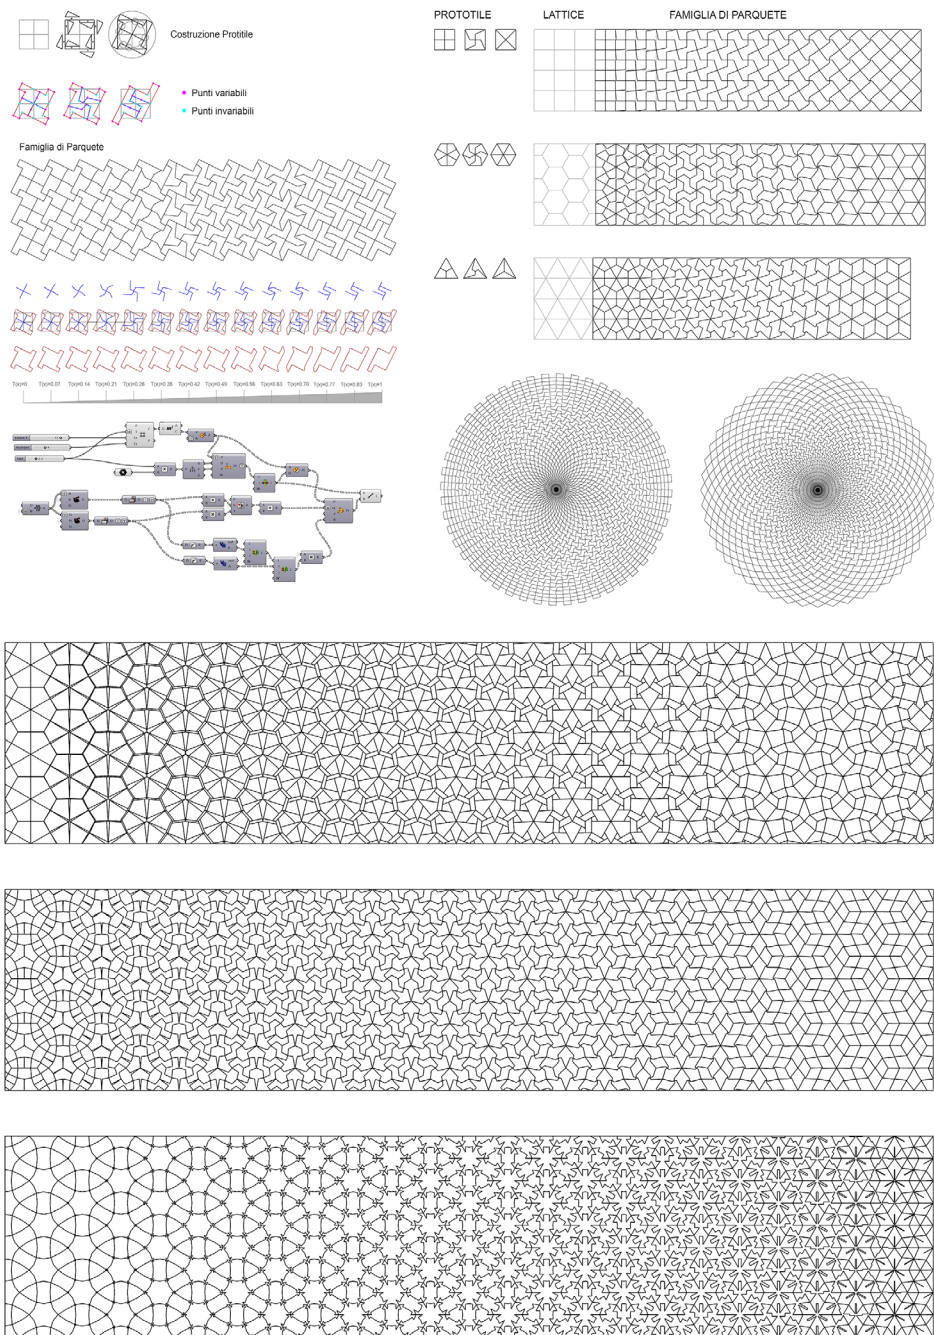 PROTOTILE
LATTICE
FAMIGLIA DI PARQUETE
Costruzione Protitile
Punti variabili
Punti invariabili
Famiglia di Parquete
T(x)=0 T(x)=0.07 T(x)=0.14 T(x)=0.21 T(x)=0.28 T(x)=0.35 T(x)=0.42 T(x)=0.49 T(x)=0.56 T(x)=0.63 T(x)=0.70 T(x)=0.77 T(x)=0.83 T(x)=1